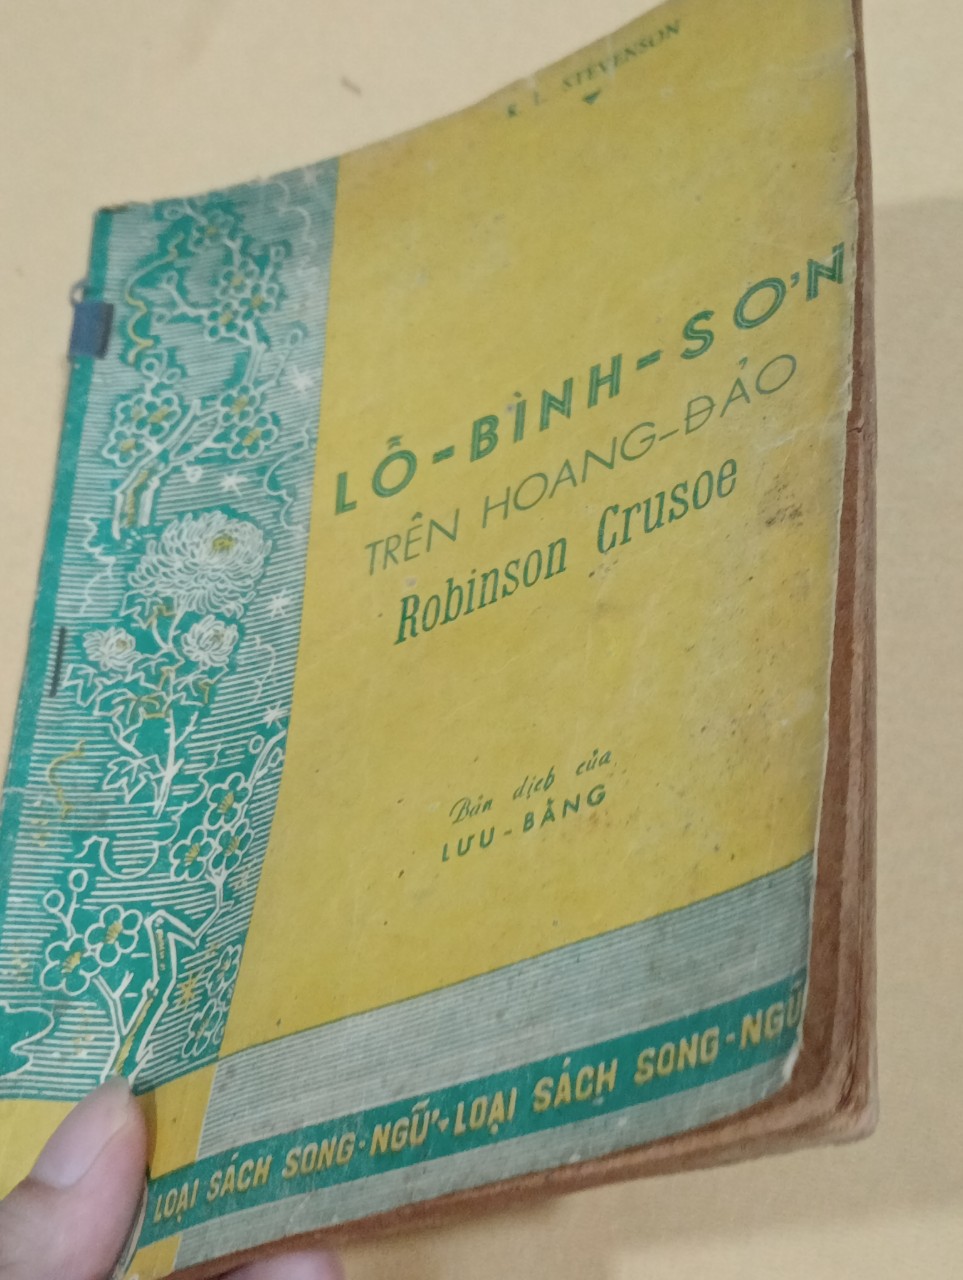 R. L. STEVENSON
LỖ-BÌNH-SƠN
TRÊN HOANG-ĐẢO
Robinson Crusoe
Bản dịch của
LƯU-BẰNG
LOẠI SÁCH SONG-NGỮ-LOẠI SÁCH SONG-NGỮ